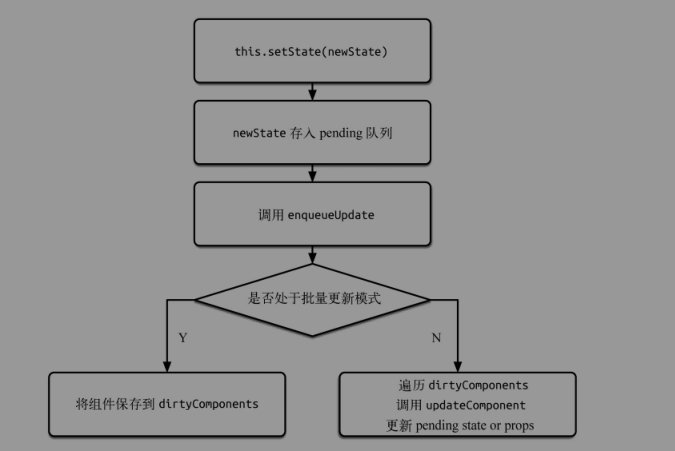 this.setState(newState)
newState 存入 pending 队列
调用 enqueueUpdate
是否处于批量更新模式
Y
N
将组件保存到 dirtyComponents
遍历 dirtyComponents
调用 updateComponent
更新 pending state or props